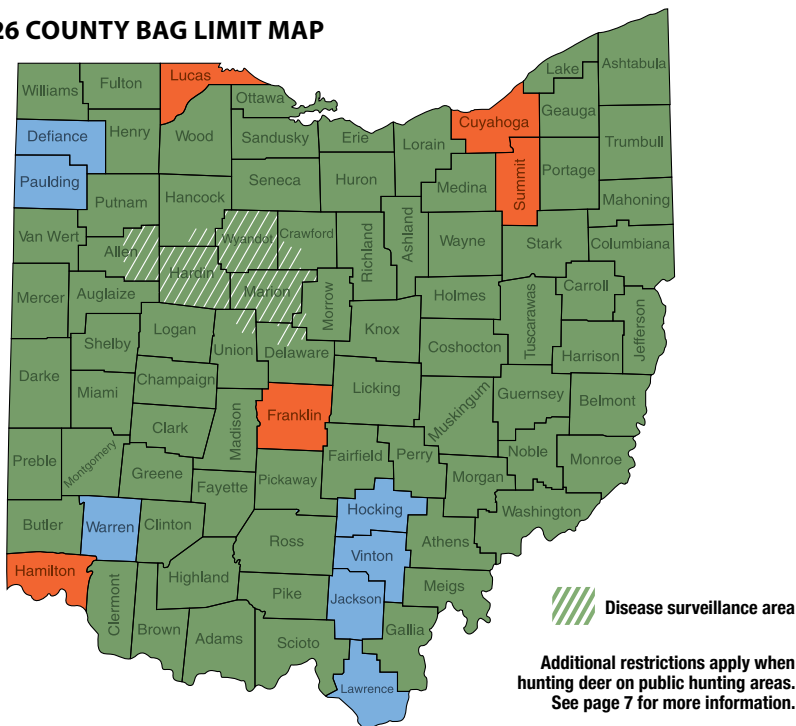 26 COUNTY BAG LIMIT MAP
Williams
Fulton
Lucas
Ottawa
Lake
Ashtabula
Geauga
Cuyahoga
Defiance
Henry
Wood
Sandusky
Erie
Lorain
Trumbull
Paulding
Seneca
Huron
Medina
Summit
Portage
Mahoning
Putnam
Hancock
Van Wert
Allen
Wyandot
Crawford
Richland
Ashland
Wayne
Stark
Columbiana
Hardin
Marion
Mercer
Auglaize
Morrow
Holmes
Tuscarawas
Carroll
Jefferson
Logan
Union
Knox
Coshocton
Harrison
Shelby
Delaware
Darke
Champaign
Licking
Muskingum
Guernsey
Belmont
Miami
Clark
Madison
Franklin
Preble
Montgomery
Greene
Fayette
Pickaway
Fairfield
Perry
Morgan
Noble
Monroe
Hocking
Washington
Butler
Warren
Clinton
Ross
Vinton
Athens
Hamilton
Highland
Pike
Jackson
Meigs
Clermont
Brown
Adams
Scioto
Gallia
Lawrence
Disease surveillance area
Additional restrictions apply when
hunting deer on public hunting areas.
See page 7 for more information.